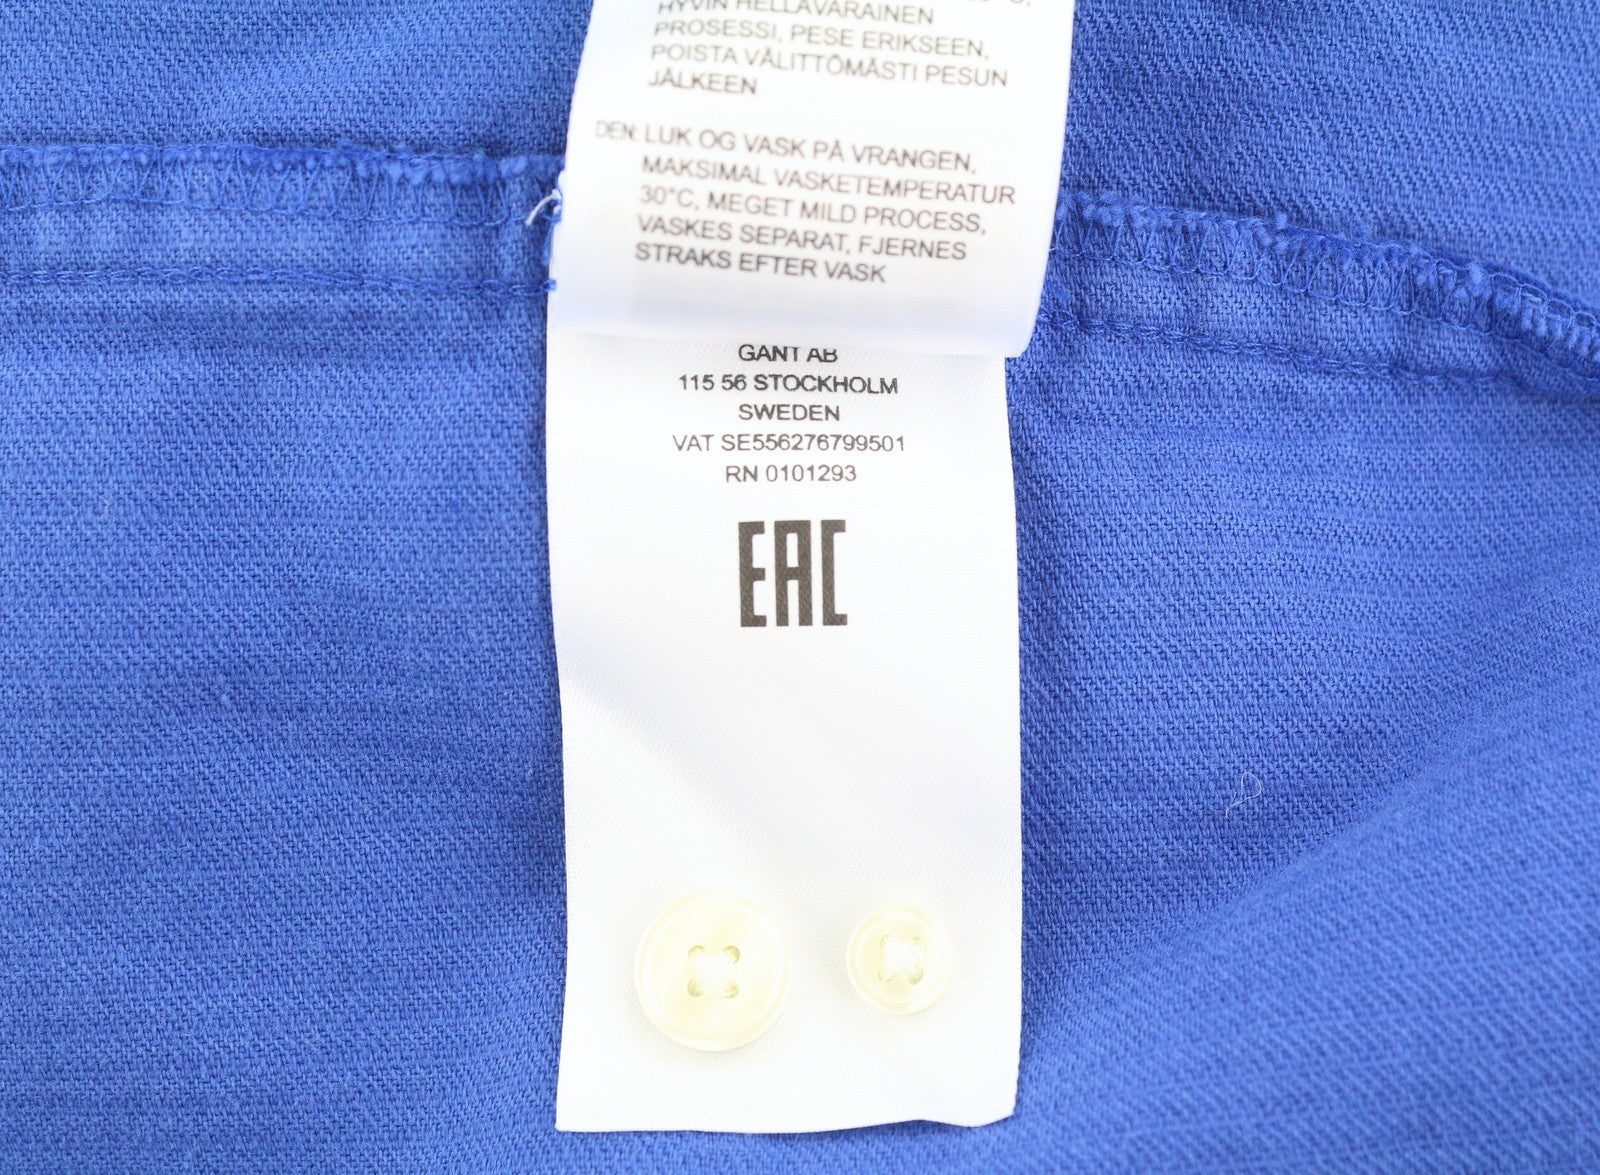 HYVIN HELLÄVARAINEN
PROSESSI, PESE ERIKSEEN,
POISTA VÄLITTÖMÄSTI PESUN
JÄLKEEN
DEN: LUK OG VASK PÅ VRANGEN,
MAKSIMAL VASKETEMPERATUR
30°C, MEGET MILD PROCESS,
VASKES SEPARAT, FJERNES
STRAKS EFTER VASK
GANT AB
115 56 STOCKHOLM
SWEDEN
VAT SE556276799501
RN 0101293
EAC